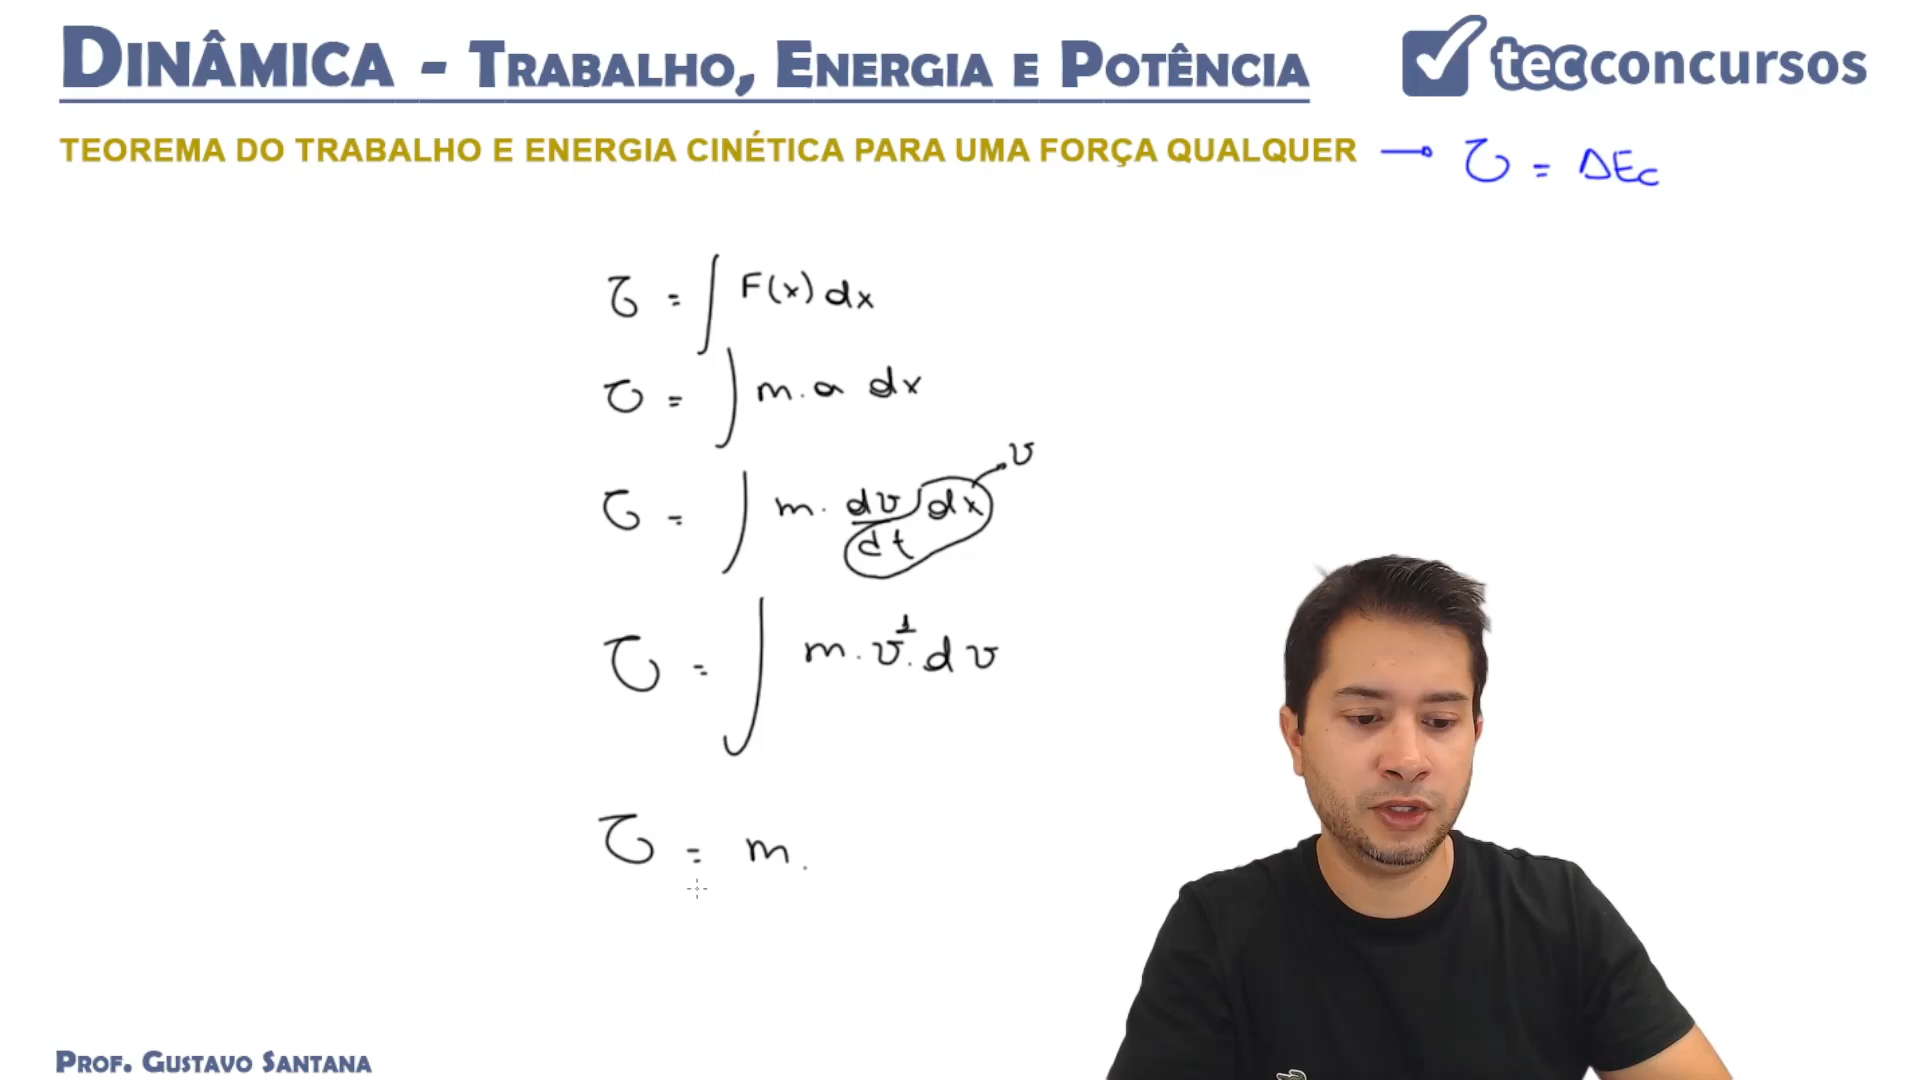 DINÂMICA - TRABALHO, ENERGIA E POTÊNCIA
tecconcursos
TEOREMA DO TRABALHO E ENERGIA CINÉTICA PARA UMA FORÇA QUALQUER → τ = ΔEc
τ = ∫ F(x) dx
τ = ∫ m . a dx
τ = ∫ m . dv/dt dx → v
τ = ∫ m . v¹ . dv
τ = m .
PROF. GUSTAVO SANTANA